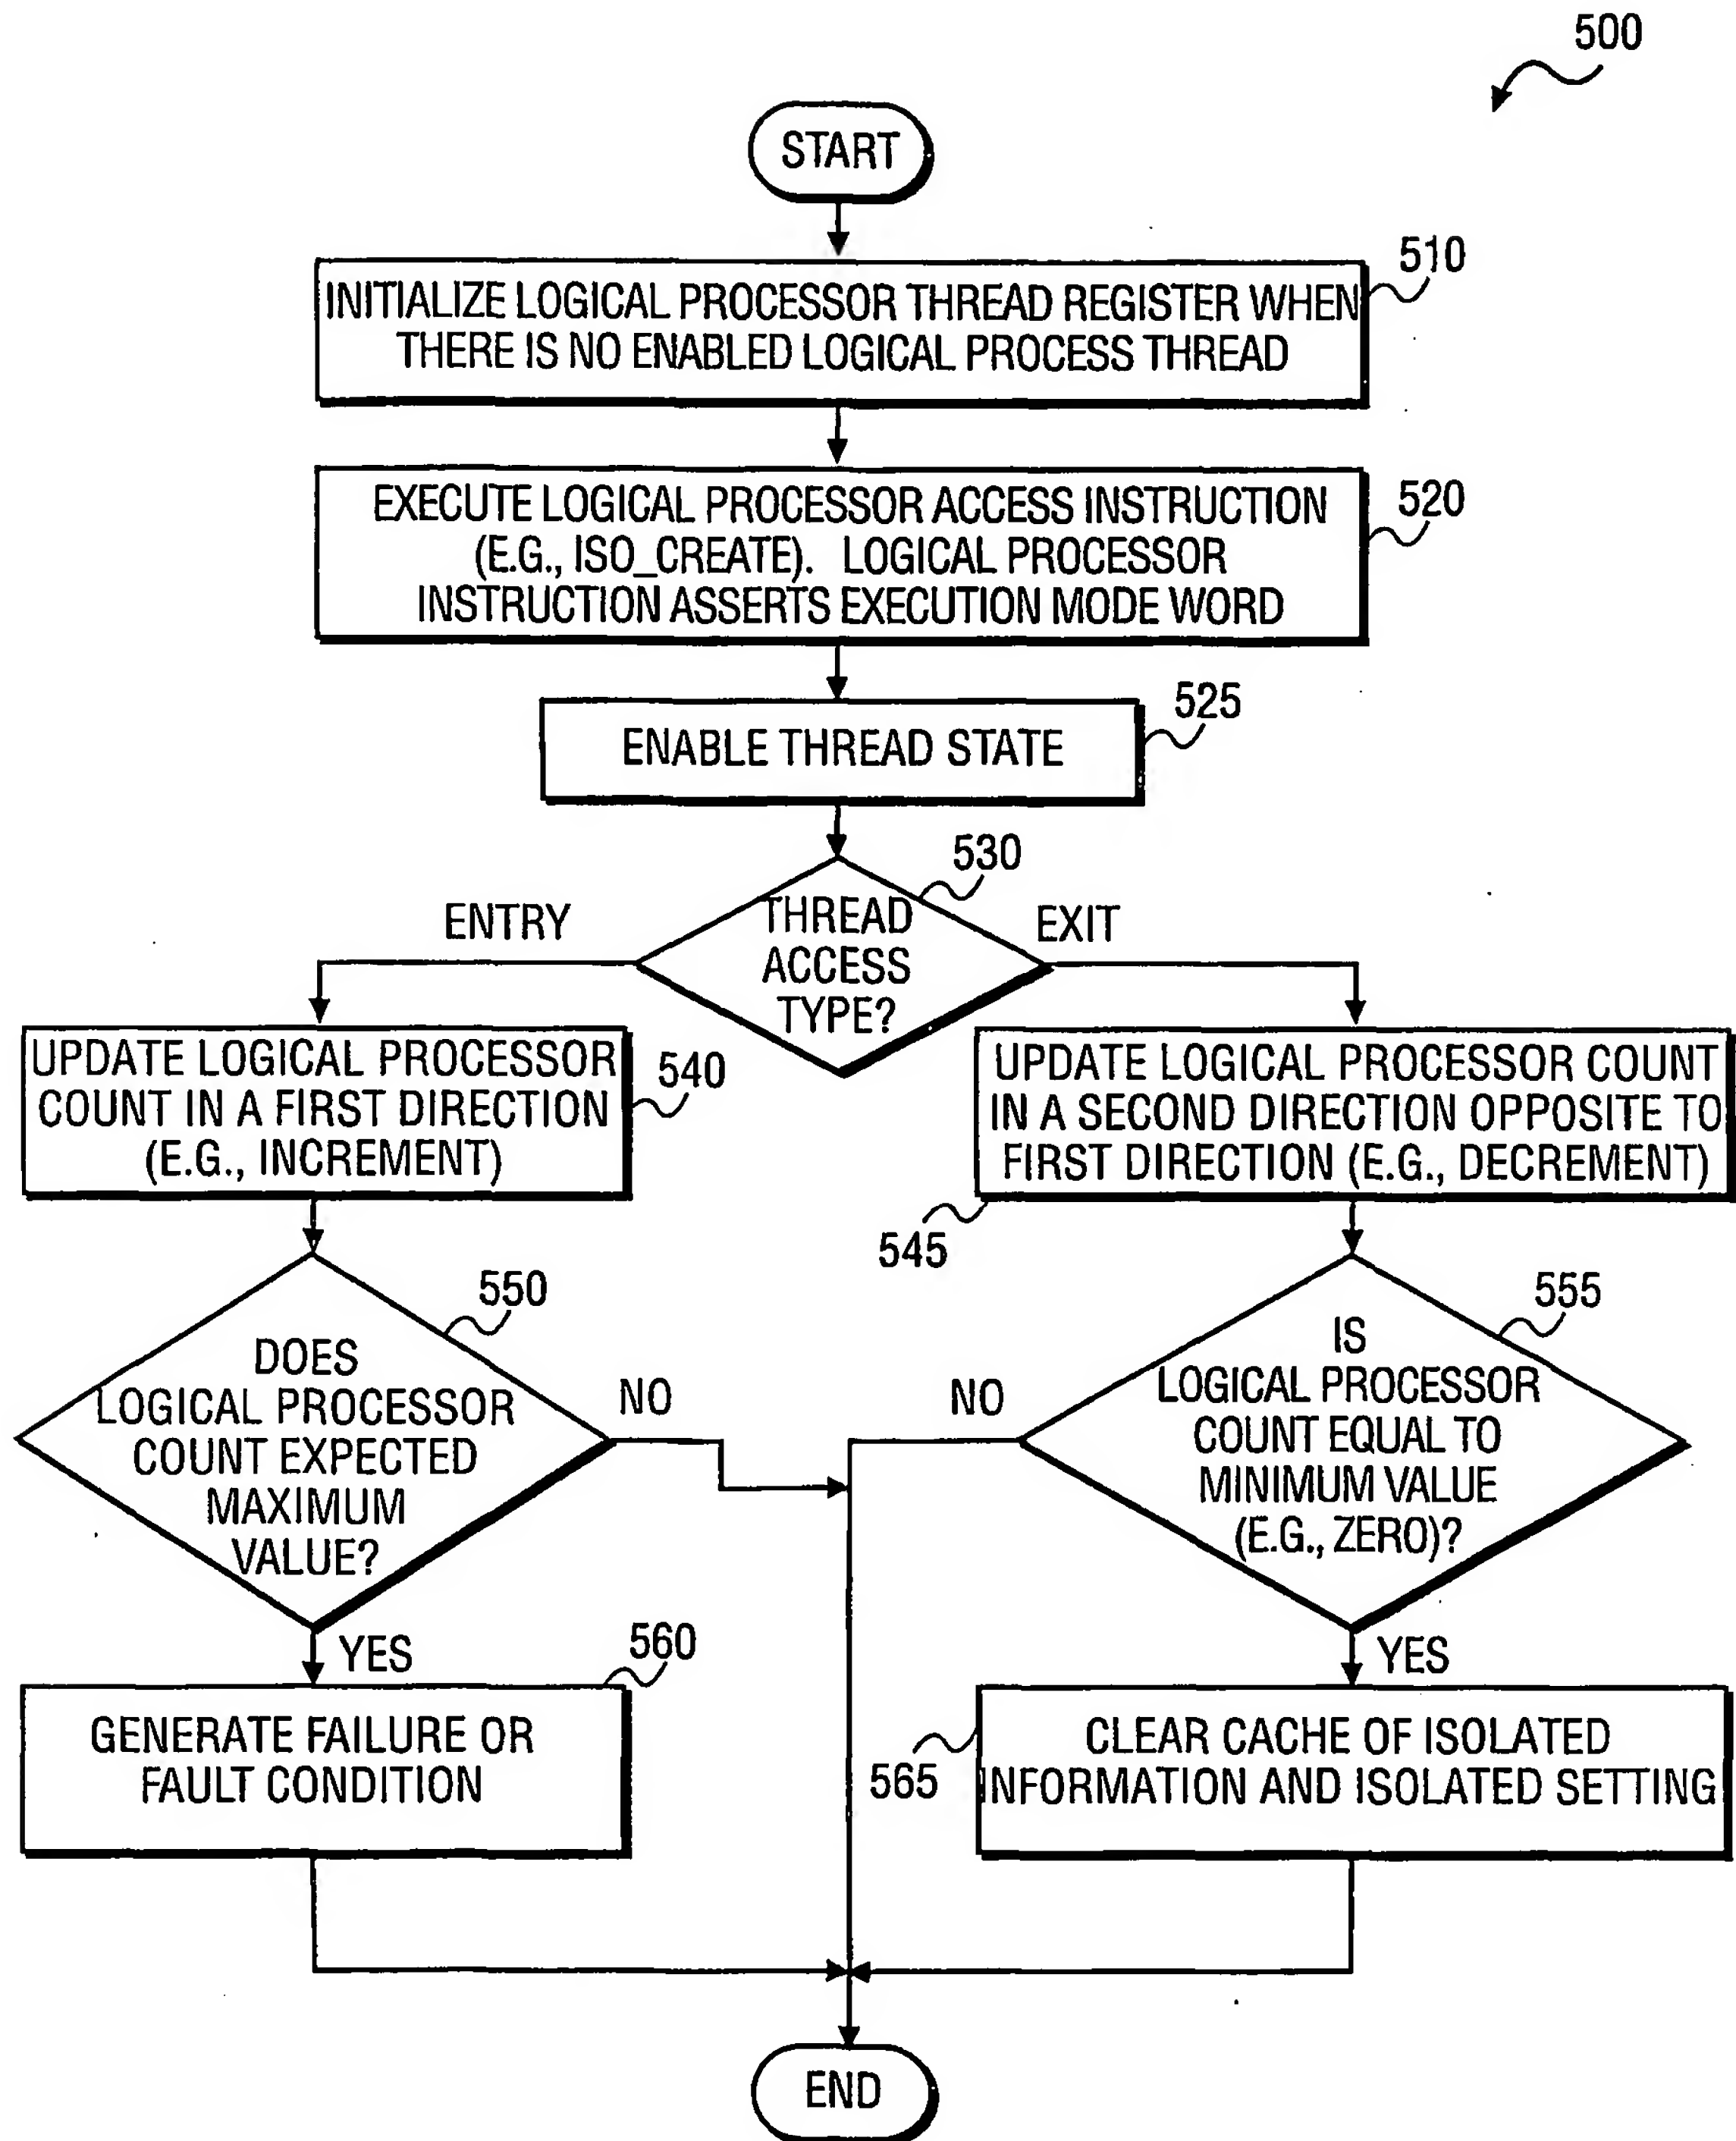 500
START
510
INITIALIZE LOGICAL PROCESSOR THREAD REGISTER WHEN
THERE IS NO ENABLED LOGICAL PROCESS THREAD
520
EXECUTE LOGICAL PROCESSOR ACCESS INSTRUCTION
(E.G., ISO_CREATE). LOGICAL PROCESSOR
INSTRUCTION ASSERTS EXECUTION MODE WORD
525
ENABLE THREAD STATE
530
THREAD
ACCESS
TYPE?
ENTRY
EXIT
UPDATE LOGICAL PROCESSOR
COUNT IN A FIRST DIRECTION
(E.G., INCREMENT)
540
UPDATE LOGICAL PROCESSOR COUNT
IN A SECOND DIRECTION OPPOSITE TO
FIRST DIRECTION (E.G., DECREMENT)
545
550
DOES
LOGICAL PROCESSOR
COUNT EXPECTED
MAXIMUM
VALUE?
NO
555
IS
LOGICAL PROCESSOR
COUNT EQUAL TO
MINIMUM VALUE
(E.G., ZERO)?
NO
YES
560
GENERATE FAILURE OR
FAULT CONDITION
YES
565
CLEAR CACHE OF ISOLATED
INFORMATION AND ISOLATED SETTING
END